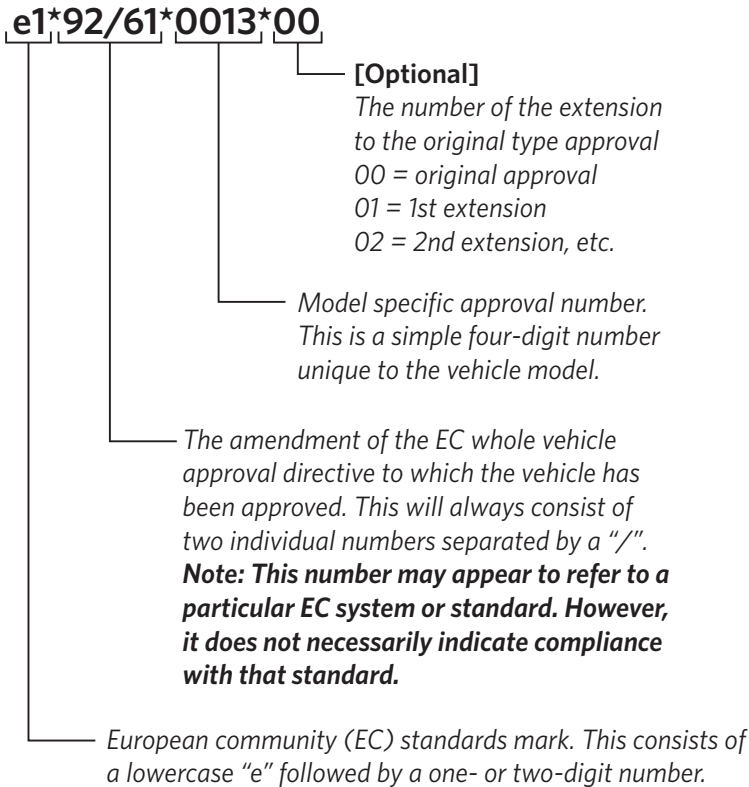 e1*92/61*0013*00
[Optional]
The number of the extension
to the original type approval
00 = original approval
01 = 1st extension
02 = 2nd extension, etc.
Model specific approval number.
This is a simple four-digit number
unique to the vehicle model.
The amendment of the EC whole vehicle
approval directive to which the vehicle has
been approved. This will always consist of
two individual numbers separated by a “/”.
Note: This number may appear to refer to a
particular EC system or standard. However,
it does not necessarily indicate compliance
with that standard.
European community (EC) standards mark. This consists of
a lowercase “e” followed by a one- or two-digit number.